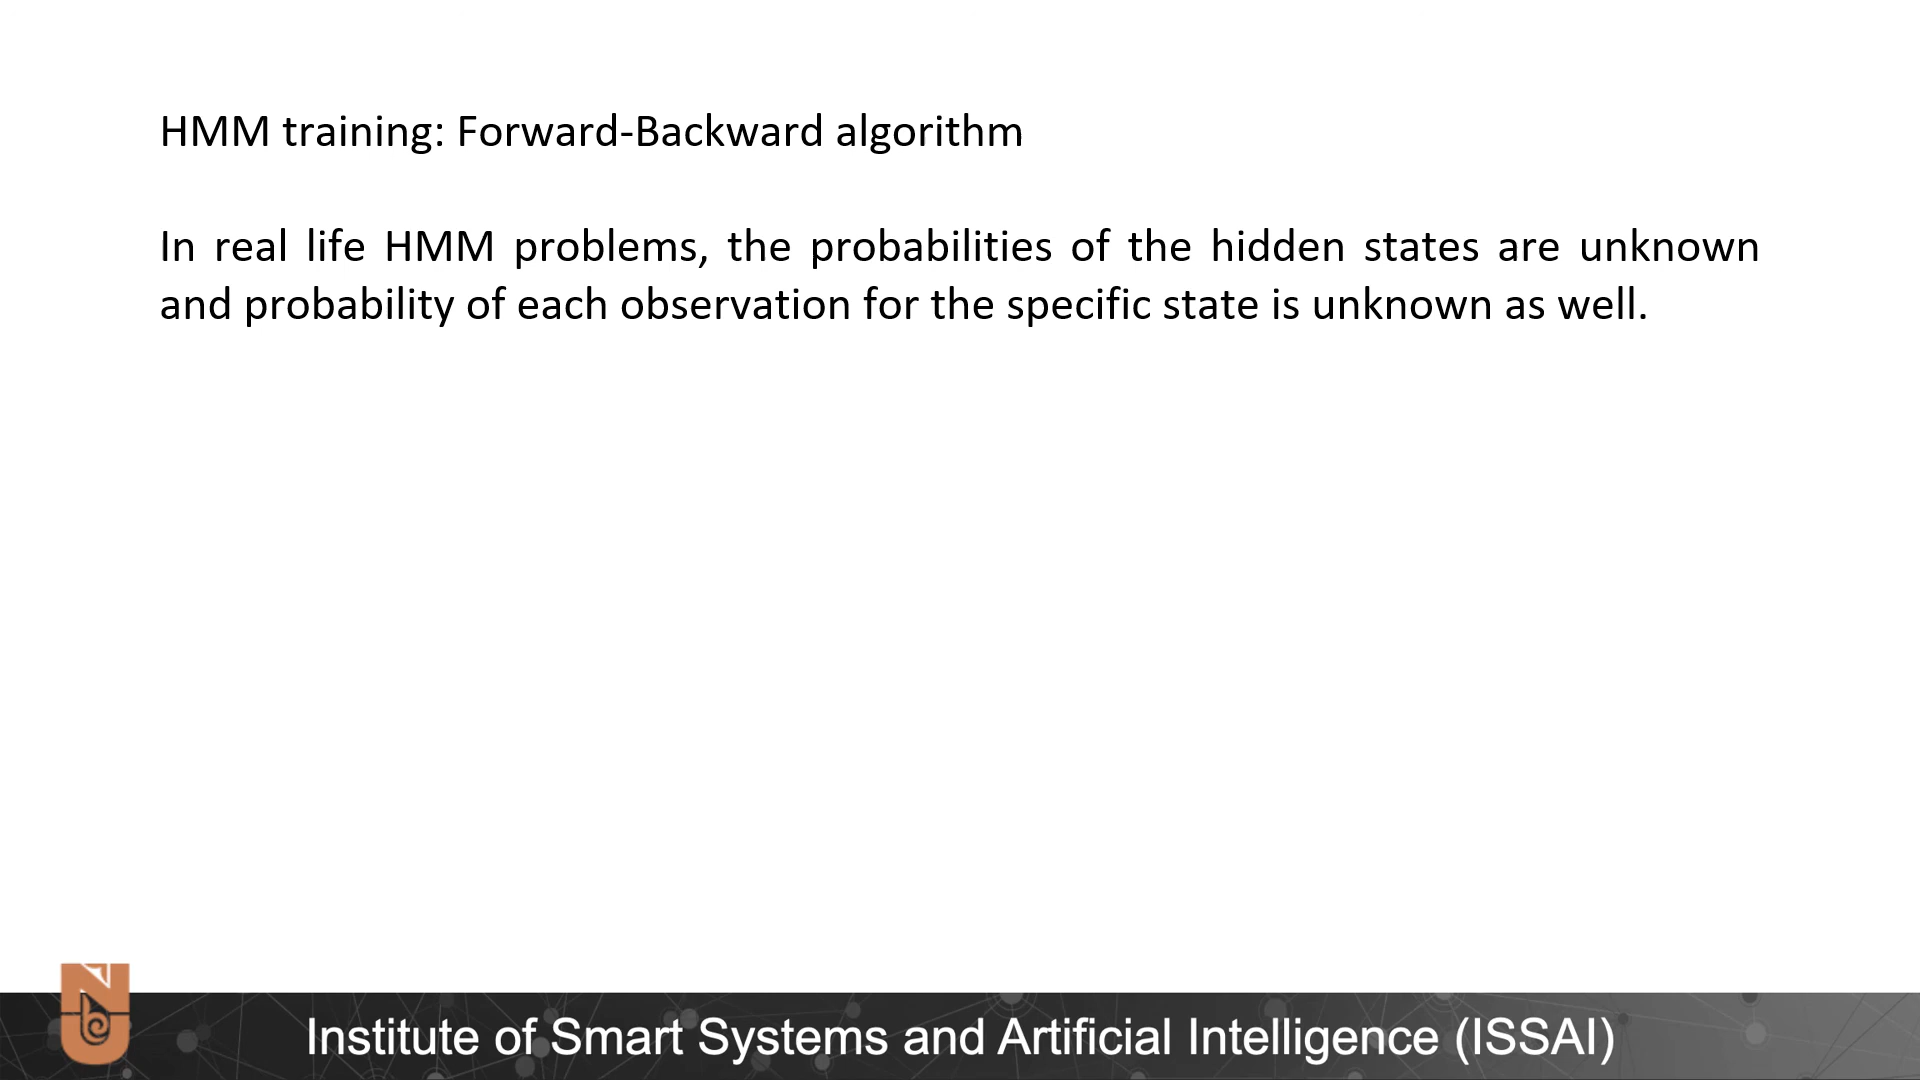 HMM training: Forward-Backward algorithm
In real life HMM problems, the probabilities of the hidden states are unknown
and probability of each observation for the specific state is unknown as well.
Institute of Smart Systems and Artificial Intelligence (ISSAI)